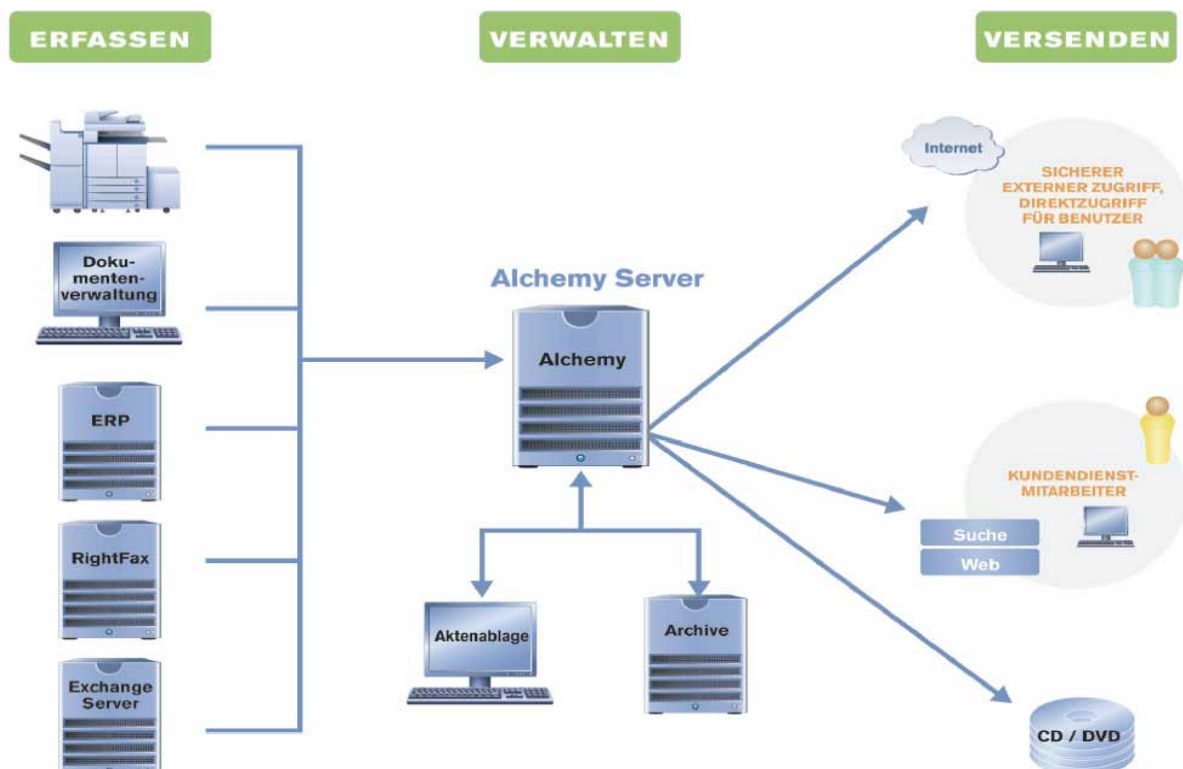 ERFASSEN
VERWALTEN
VERSENDEN
Doku-
menten-
verwaltung
ERP
RightFax
Exchange
Server
Alchemy Server
Alchemy
Aktenablage
Archive
Internet
SICHERER
EXTERNER ZUGRIFF,
DIREKTZUGRIFF
FÜR BENUTZER
KUNDENDIENST-
MITARBEITER
Suche
Web
CD / DVD